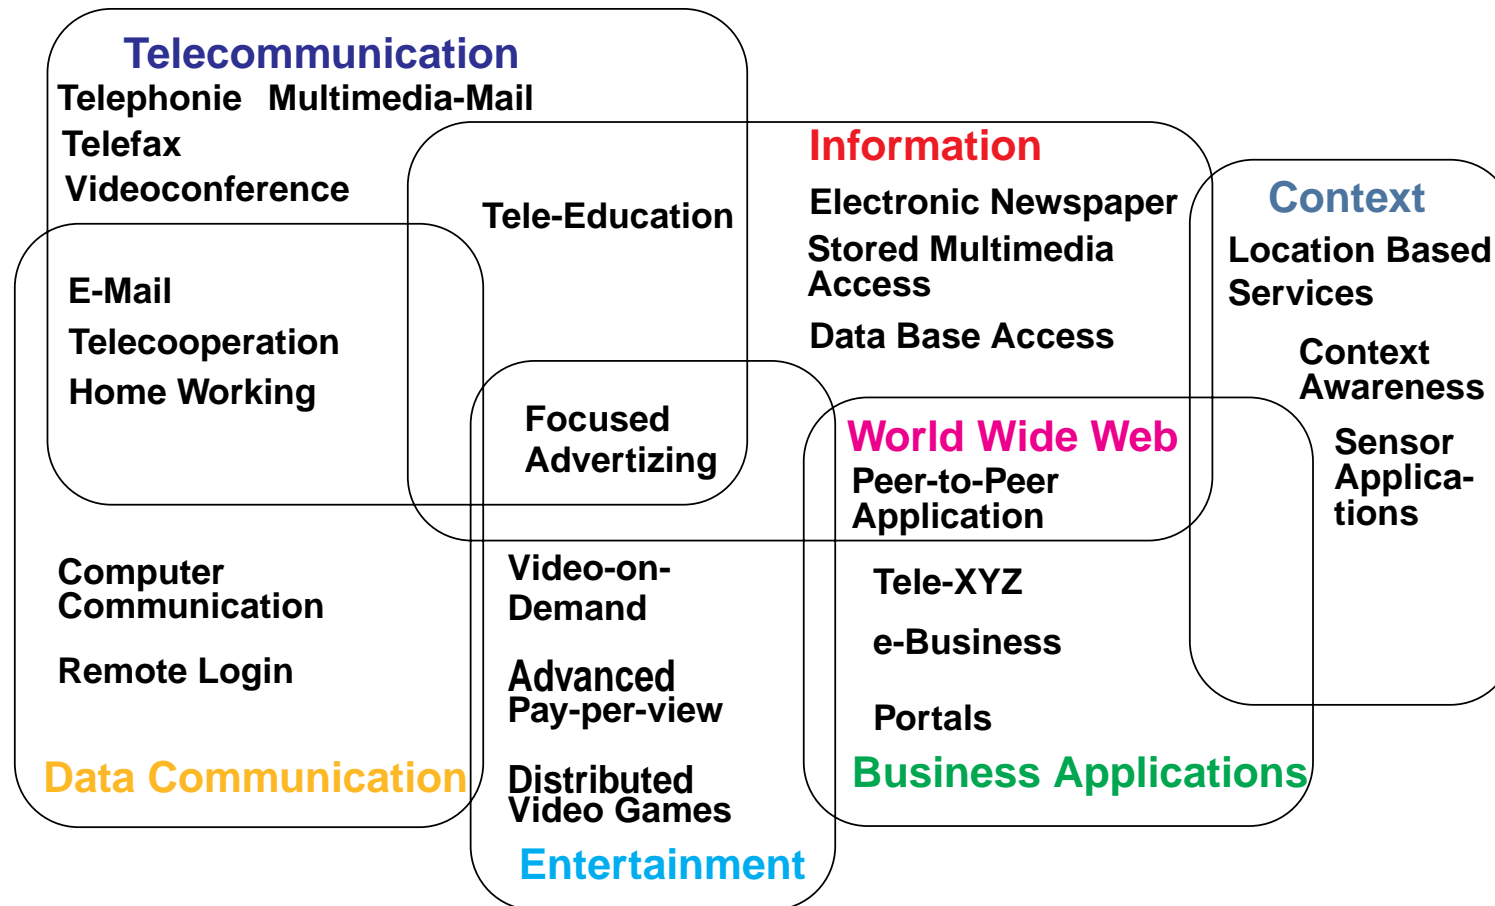 Telecommunication
Telephonie Multimedia-Mail
Telefax
Videoconference
Tele-Education
E-Mail
Telecooperation
Home Working
Focused
Advertizing
Information
Electronic Newspaper
Stored Multimedia
Access
Data Base Access
World Wide Web
Peer-to-Peer
Application
Context
Location Based
Services
Context
Awareness
Sensor
Applica-
tions
Computer
Communication
Remote Login
Data Communication
Video-on-
Demand
Advanced
Pay-per-view
Distributed
Video Games
Entertainment
Tele-XYZ
e-Business
Portals
Business Applications